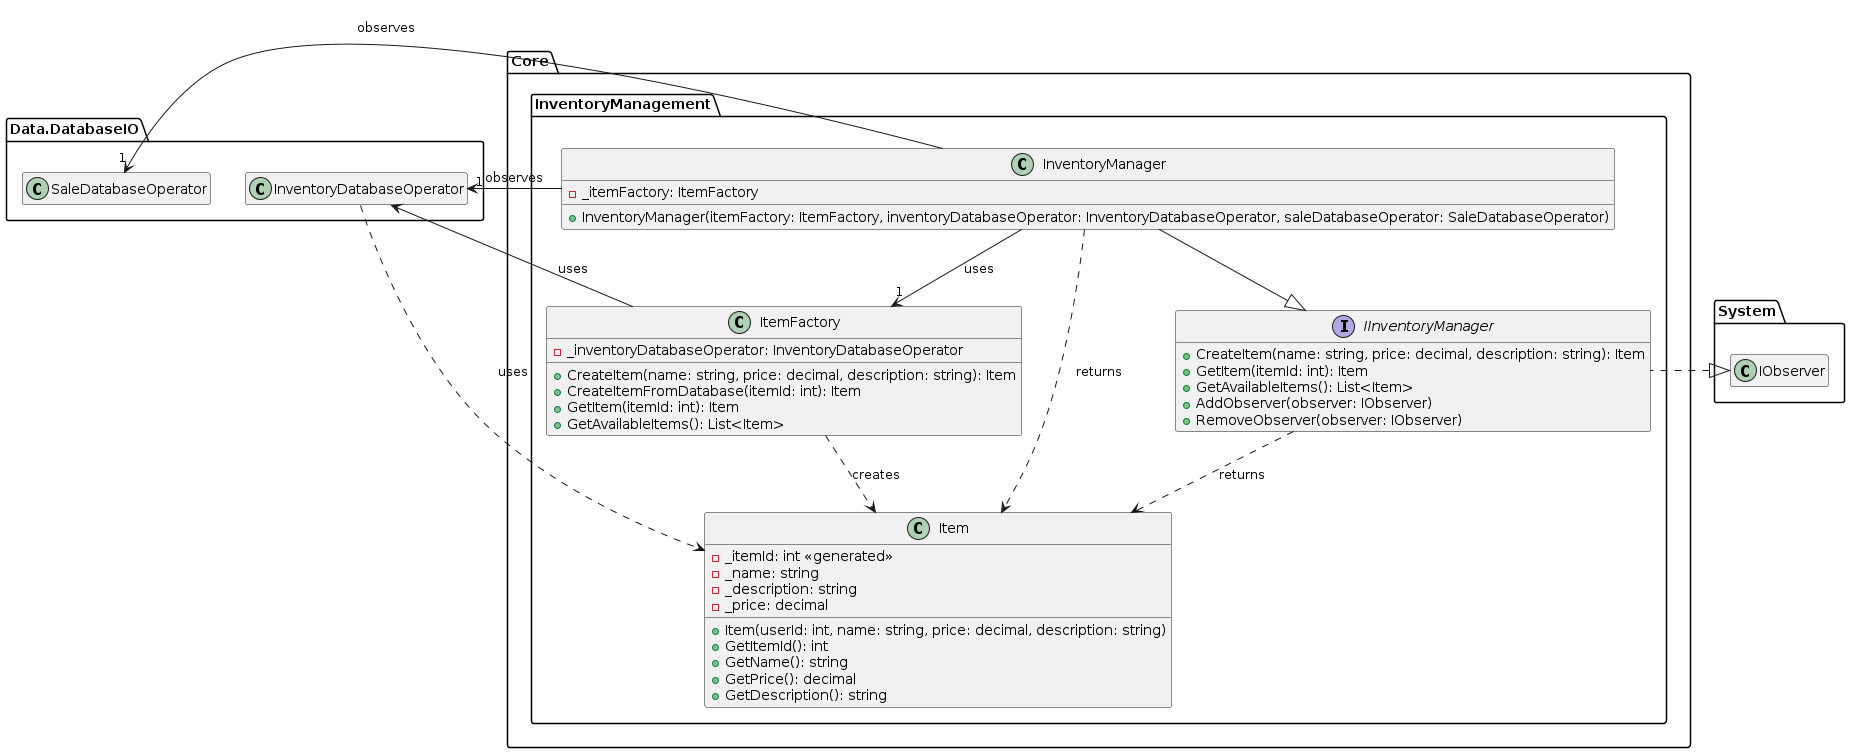 observes
Core
InventoryManagement
Data.DatabaseIO
1
C SaleDatabaseOperator
C InventoryDatabaseOperator
1
observes
C InventoryManager
_itemFactory: ItemFactory
InventoryManager(itemFactory: ItemFactory, inventoryDatabaseOperator: InventoryDatabaseOperator, saleDatabaseOperator: SaleDatabaseOperator)
uses
uses
1
C ItemFactory
_inventoryDatabaseOperator: InventoryDatabaseOperator
CreateItem(name: string, price: decimal, description: string): Item
CreateItemFromDatabase(itemId: int): Item
GetItem(itemId: int): Item
GetAvailableItems(): List<Item>
I IInventoryManager
CreateItem(name: string, price: decimal, description: string): Item
GetItem(itemId: int): Item
GetAvailableItems(): List<Item>
AddObserver(observer: IObserver)
RemoveObserver(observer: IObserver)
System
C IObserver
uses
returns
creates
returns
C Item
_itemId: int «generated»
_name: string
_description: string
_price: decimal
Item(userId: int, name: string, price: decimal, description: string)
GetItemId(): int
GetName(): string
GetPrice(): decimal
GetDescription(): string